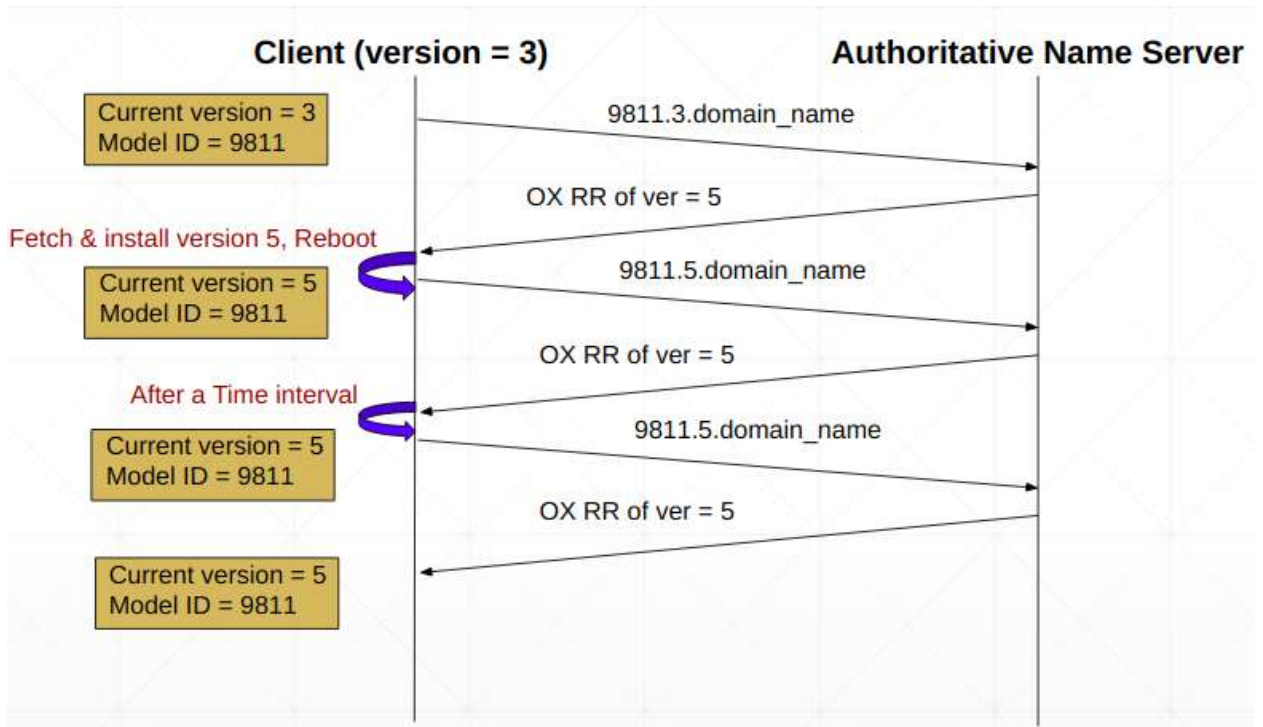 Client (version = 3)
Authoritative Name Server
Current version = 3
Model ID = 9811
9811.3.domain_name
OX RR of ver = 5
Fetch & install version 5, Reboot
Current version = 5
Model ID = 9811
9811.5.domain_name
OX RR of ver = 5
After a Time interval
Current version = 5
Model ID = 9811
9811.5.domain_name
OX RR of ver = 5
Current version = 5
Model ID = 9811